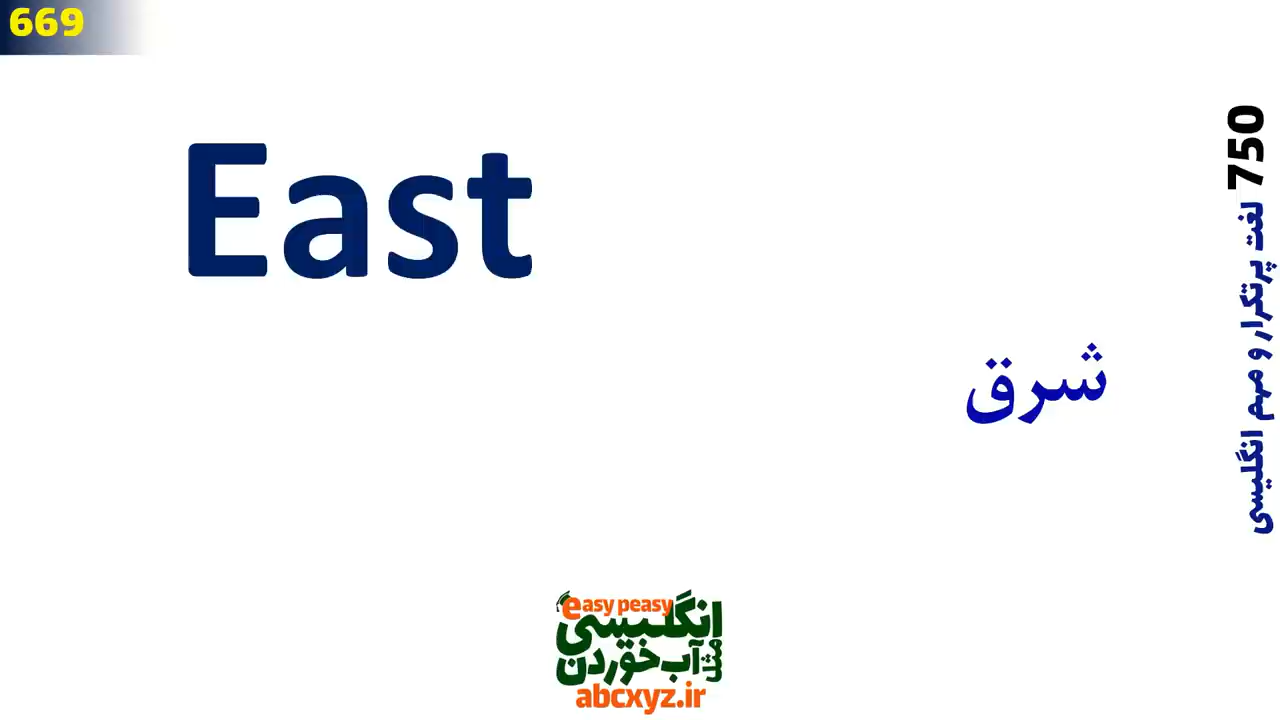 669
East
شرق
750 لغت پرتکرار و مهم انگلیسی
easy peasy
انگلیسی
مثل آب خوردن
abcxyz.ir